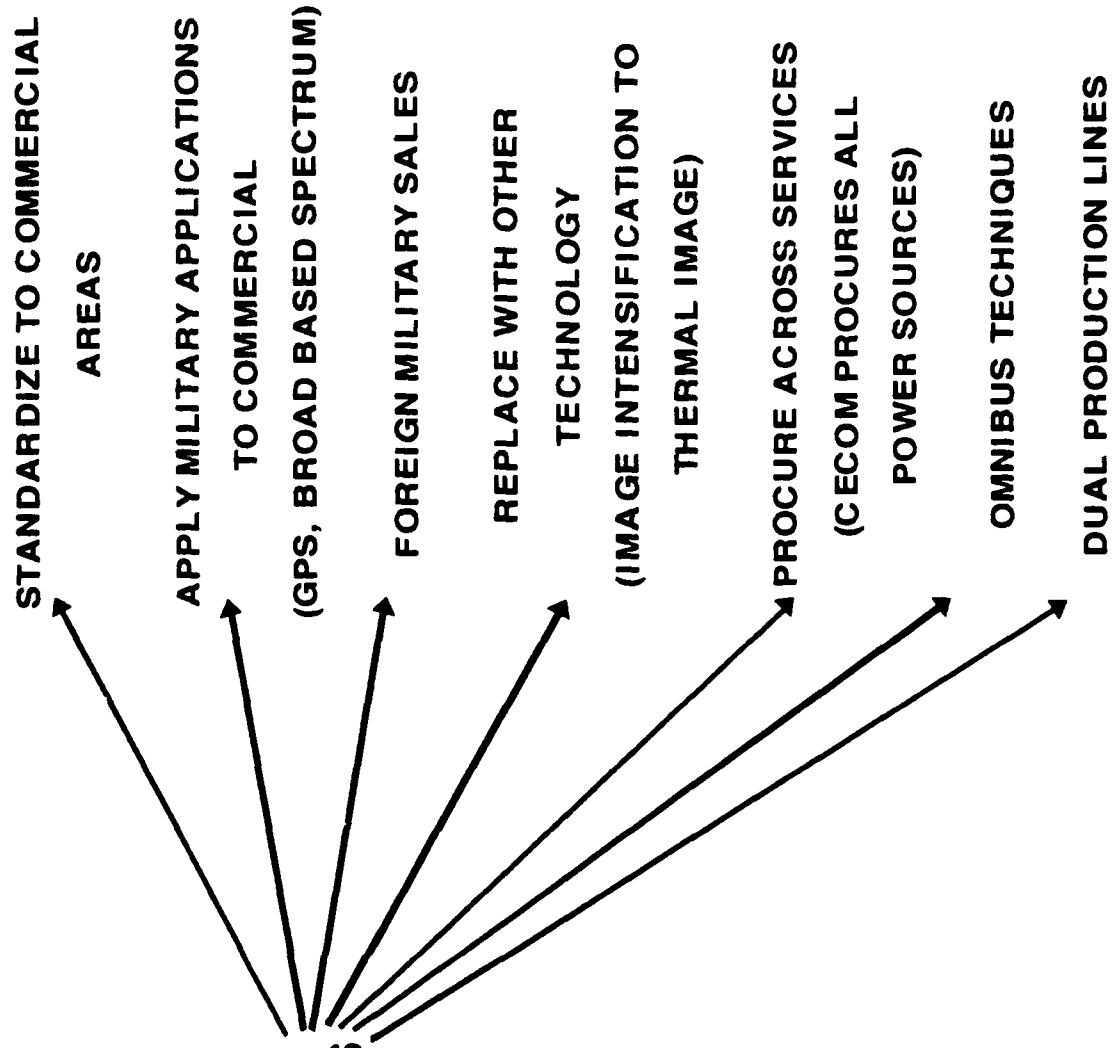 STANDARDIZE TO COMMERCIAL
AREAS
APPLY MILITARY APPLICATIONS
TO COMMERCIAL
(GPS, BROAD BASED SPECTRUM)
FOREIGN MILITARY SALES
REPLACE WITH OTHER
TECHNOLOGY
(IMAGE INTENSIFICATION TO
THERMAL IMAGE)
PROCURE ACROSS SERVICES
(CECOM PROCURES ALL
POWER SOURCES)
OMNIBUS TECHNIQUES
DUAL PRODUCTION LINES